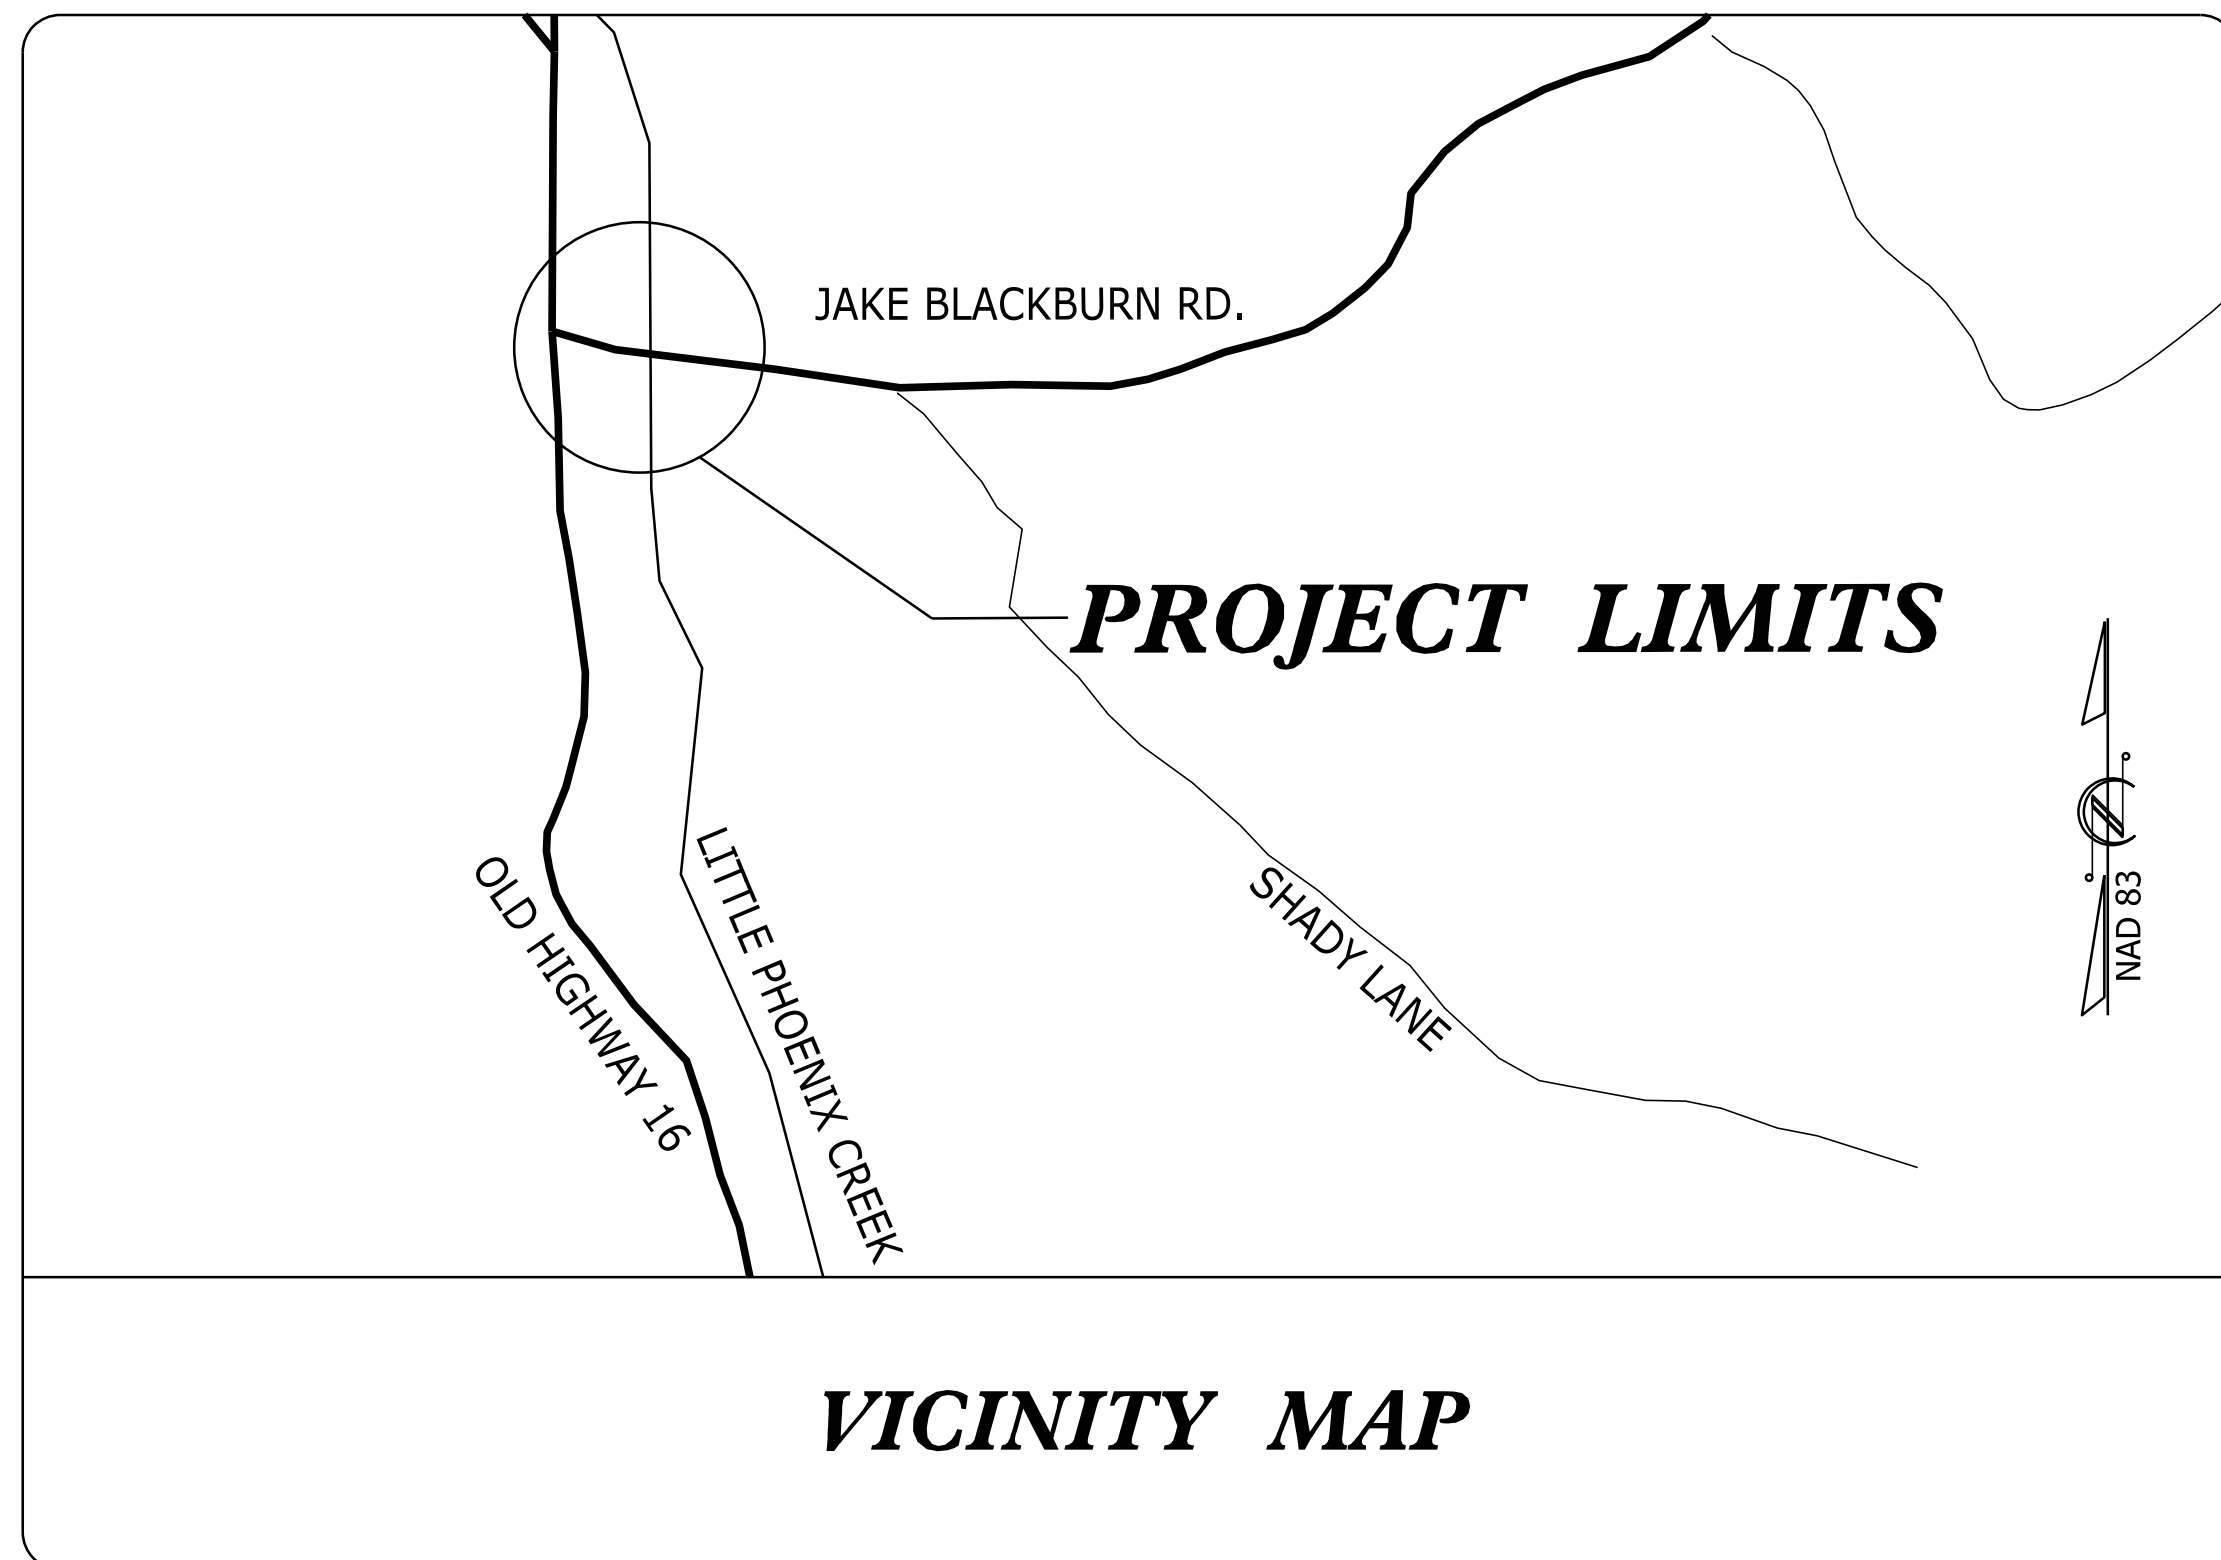 JAKE BLACKBURN RD.
PROJECT LIMITS
OLD HIGHWAY 16
LITTLE PHOENIX CREEK
SHADY LANE
N
NAD 83
VICINITY MAP